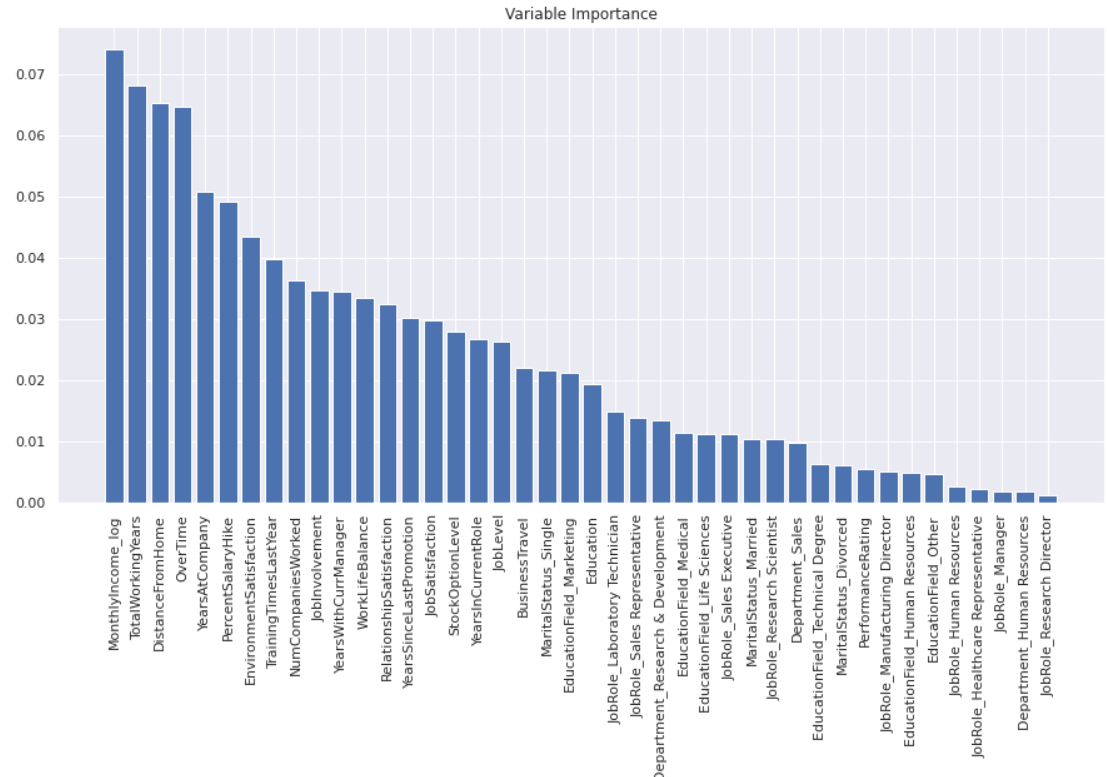 Variable Importance
0.07
0.06
0.05
0.04
0.03
0.02
0.01
0.00
MonthlyIncome_log
TotalWorkingYears
DistanceFromHome
OverTime
YearsAtCompany
PercentSalaryHike
EnvironmentSatisfaction
TrainingTimesLastYear
NumCompaniesWorked
JobInvolvement
YearsWithCurrManager
WorkLifeBalance
RelationshipSatisfaction
YearsSinceLastPromotion
JobSatisfaction
StockOptionLevel
YearsInCurrentRole
JobLevel
BusinessTravel
MaritalStatus_Single
EducationField_Marketing
Education
JobRole_Laboratory Technician
JobRole_Sales Representative
Department_Research & Development
EducationField_Medical
EducationField_Life Sciences
JobRole_Sales Executive
MaritalStatus_Married
JobRole_Research Scientist
Department_Sales
EducationField_Technical Degree
MaritalStatus_Divorced
PerformanceRating
JobRole_Manufacturing Director
EducationField_Human Resources
EducationField_Other
JobRole_Human Resources
JobRole_Healthcare Representative
JobRole_Manager
Department_Human Resources
JobRole_Research Director